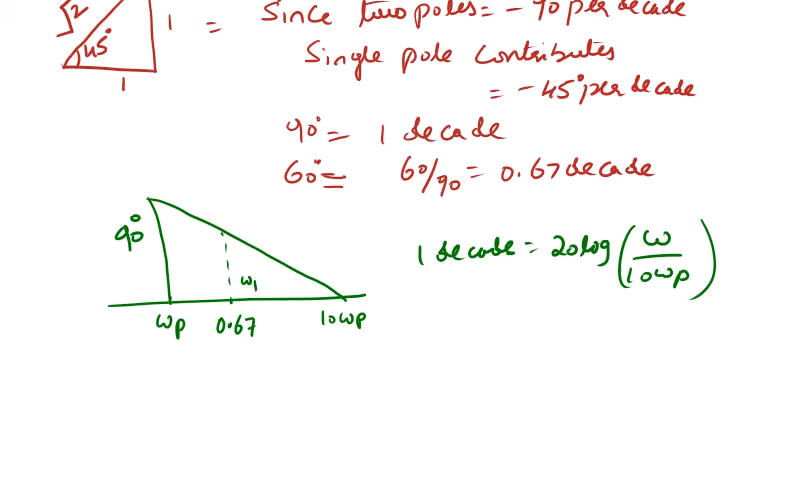 = Since two poles = - 90 per decade
√2
1
45°
1
Single pole contributes
= - 45° per decade
90° = 1 decade
60° = 60/90 = 0.67 decade
90°
1 decade = 20 log (ω / 10ωp)
ω1
ωp 0.67 10ωp